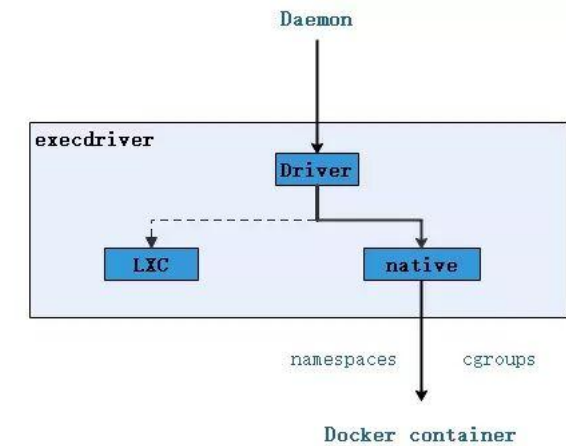 Daemon
execdriver
Driver
LXC
native
namespaces
cgroups
Docker container